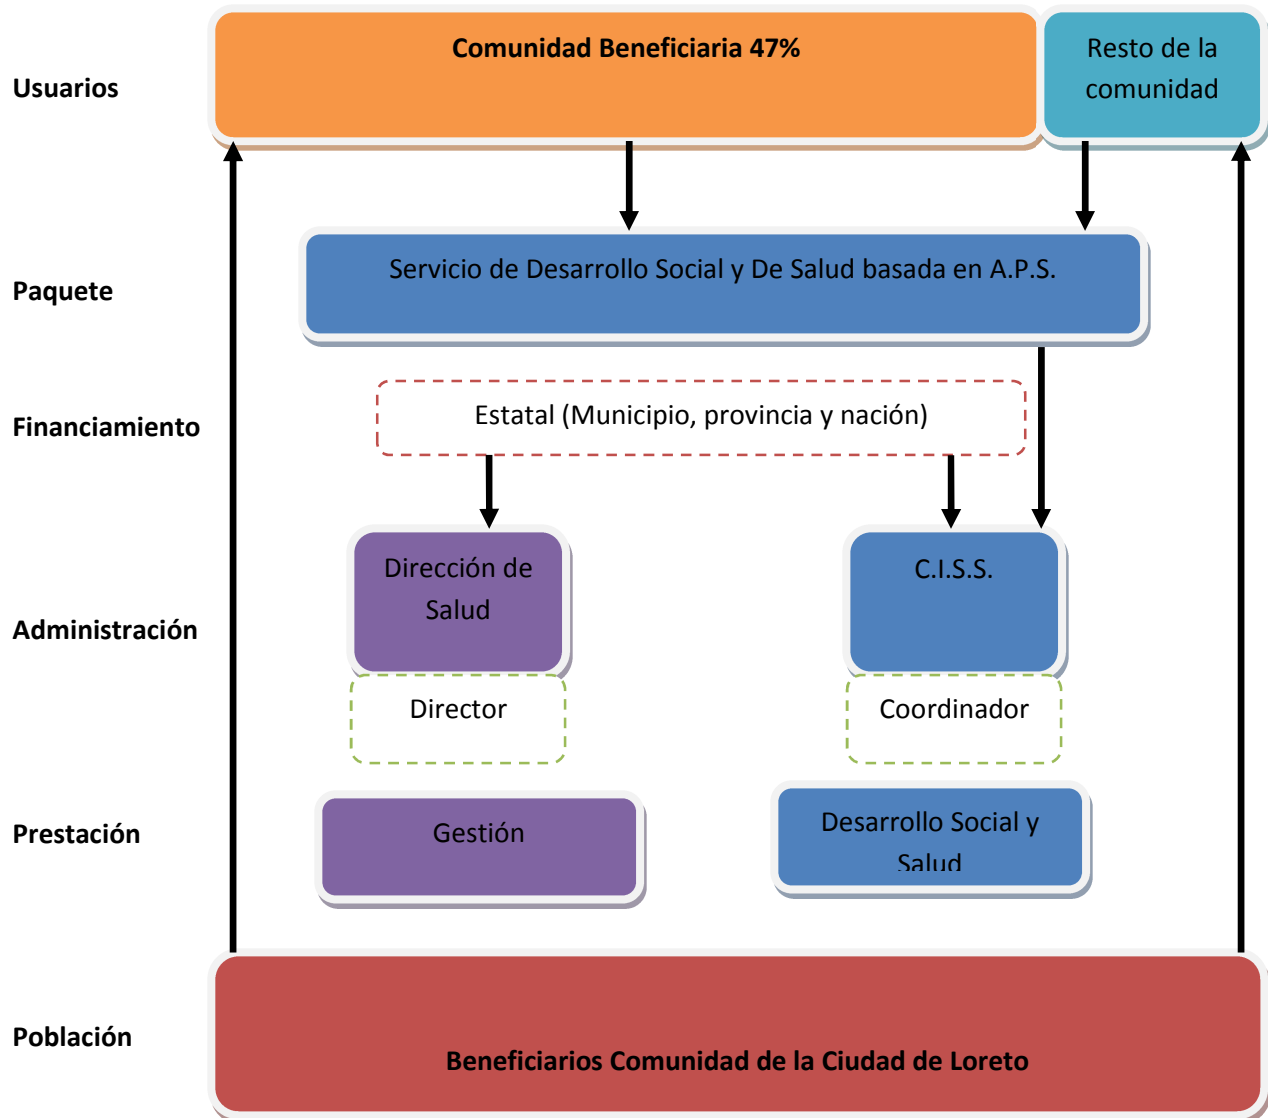 Comunidad Beneficiaria 47%
Resto de la
comunidad
Usuarios
Servicio de Desarrollo Social y De Salud basada en A.P.S.
Paquete
Estatal (Municipio, provincia y nación)
Financiamiento
Dirección de
Salud
C.I.S.S.
Administración
Director
Coordinador
Prestación
Gestión
Desarrollo Social y
Salud
Población
Beneficiarios Comunidad de la Ciudad de Loreto